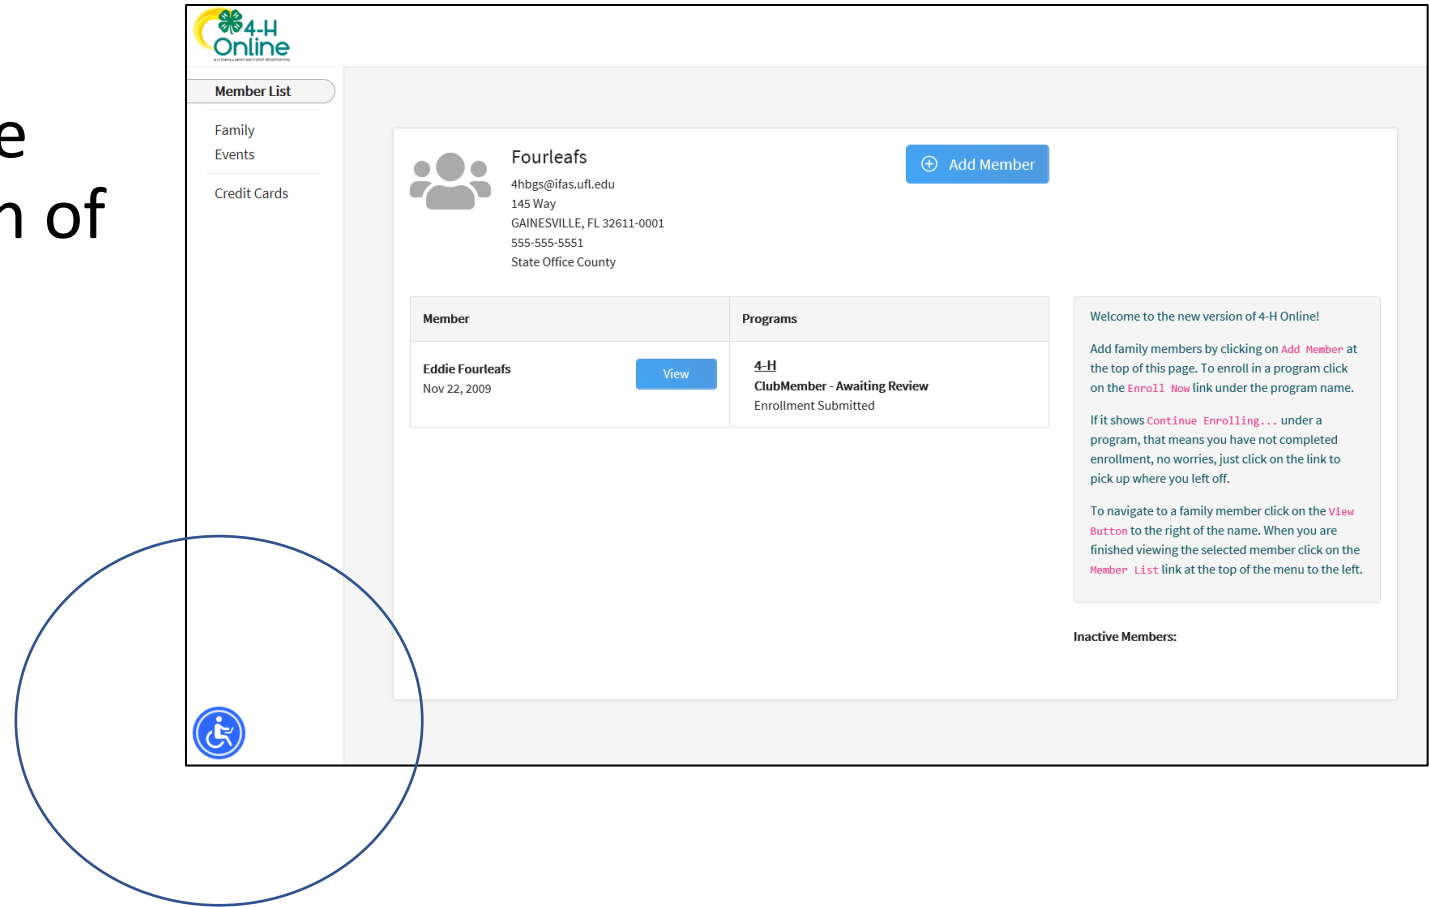 e
n of
4-H
Online
Member List
Family
Events
Credit Cards
Fourleafs
4hbgs@ifas.ufl.edu
145 Way
GAINESVILLE, FL 32611-0001
555-555-5551
State Office County
Add Member
Member
Programs
Eddie Fourleafs
Nov 22, 2009
View
4-H
ClubMember - Awaiting Review
Enrollment Submitted
Welcome to the new version of 4-H Online!
Add family members by clicking on Add Member at
the top of this page. To enroll in a program click
on the Enroll Now link under the program name.
If it shows Continue Enrolling... under a
program, that means you have not completed
enrollment, no worries, just click on the link to
pick up where you left off.
To navigate to a family member click on the View
Button to the right of the name. When you are
finished viewing the selected member click on the
Member List link at the top of the menu to the left.
Inactive Members: